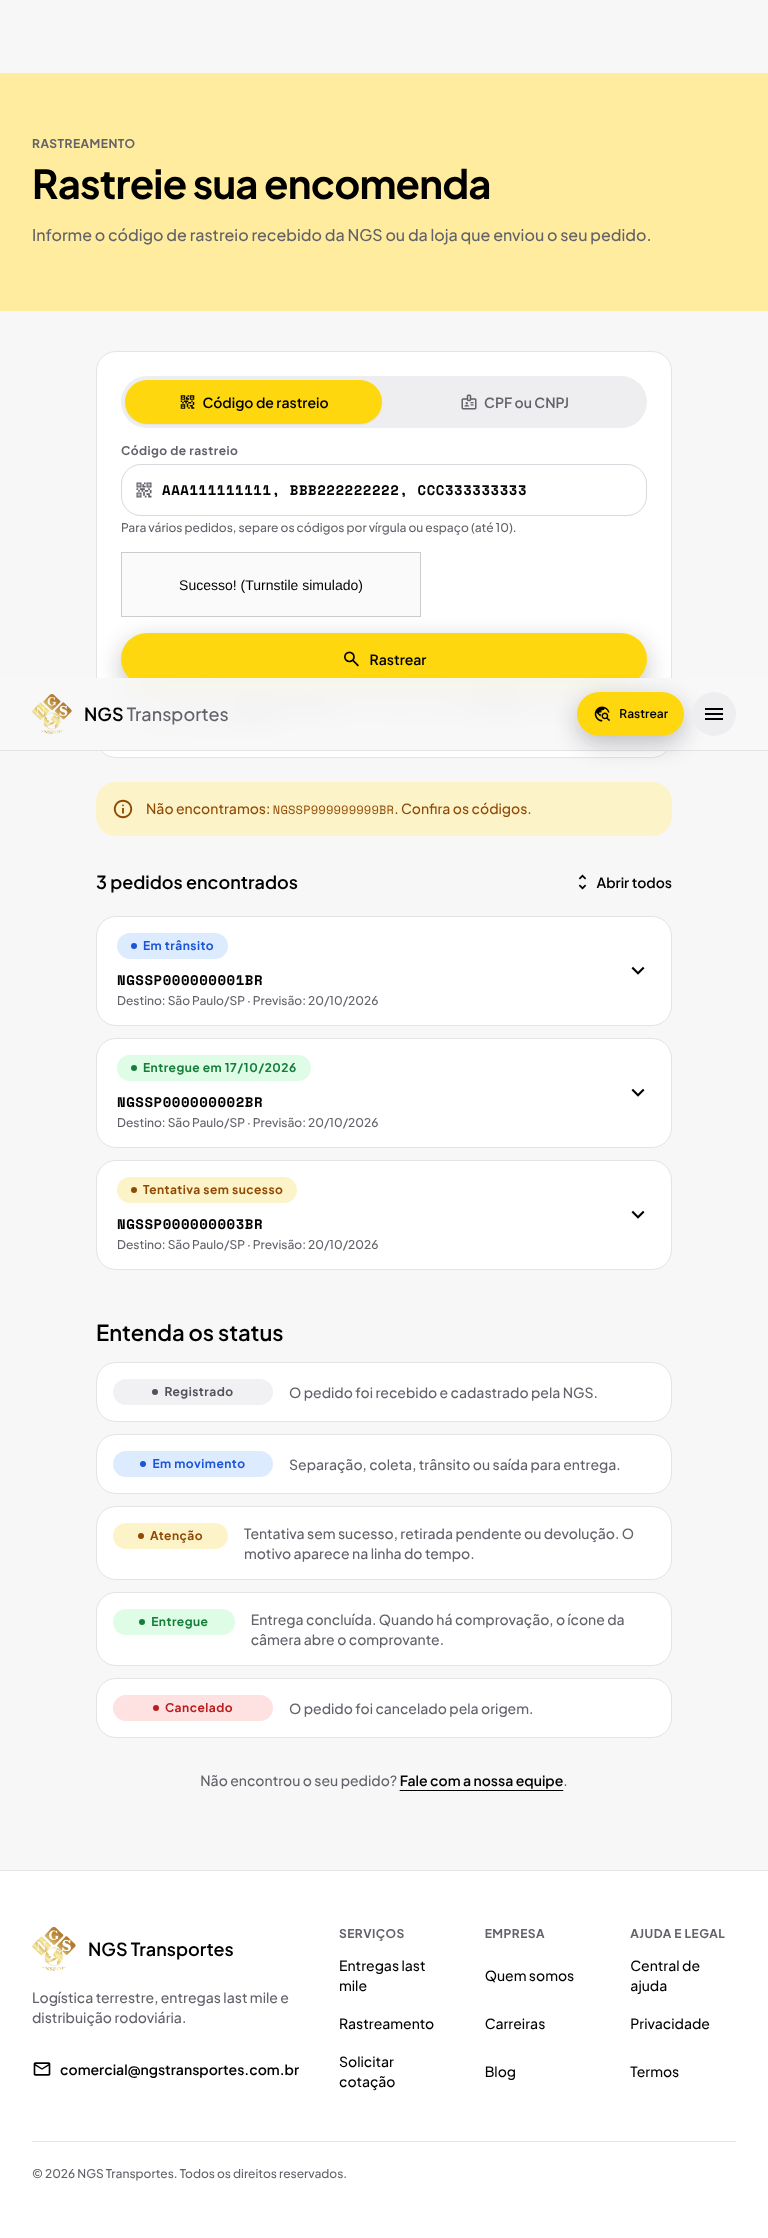 RASTREAMENTO
Rastreie sua encomenda
Informe o código de rastreio recebido da NGS ou da loja que enviou o seu pedido.
Código de rastreio
CPF ou CNPJ
Código de rastreio
AAA111111111, BBB222222222, CCC333333333
Para vários pedidos, separe os códigos por vírgula ou espaço (até 10).
Sucesso! (Turnstile simulado)
Rastrear
NGS Transportes
Rastrear
Não encontramos: NGSSP999999999BR. Confira os códigos.
3 pedidos encontrados
Abrir todos
Em trânsito
NGSSP000000001BR
Destino: São Paulo/SP · Previsão: 20/10/2026
Entregue em 17/10/2026
NGSSP000000002BR
Destino: São Paulo/SP · Previsão: 20/10/2026
Tentativa sem sucesso
NGSSP000000003BR
Destino: São Paulo/SP · Previsão: 20/10/2026
Entenda os status
Registrado
O pedido foi recebido e cadastrado pela NGS.
Em movimento
Separação, coleta, trânsito ou saída para entrega.
Atenção
Tentativa sem sucesso, retirada pendente ou devolução. O
motivo aparece na linha do tempo.
Entregue
Entrega concluída. Quando há comprovação, o ícone da
câmera abre o comprovante.
Cancelado
O pedido foi cancelado pela origem.
Não encontrou o seu pedido? Fale com a nossa equipe.
NGS Transportes
Logística terrestre, entregas last mile e
distribuição rodoviária.
comercial@ngstransportes.com.br
SERVIÇOS
Entregas last
mile
Rastreamento
Solicitar
cotação
EMPRESA
Quem somos
Carreiras
Blog
AJUDA E LEGAL
Central de
ajuda
Privacidade
Termos
© 2026 NGS Transportes. Todos os direitos reservados.